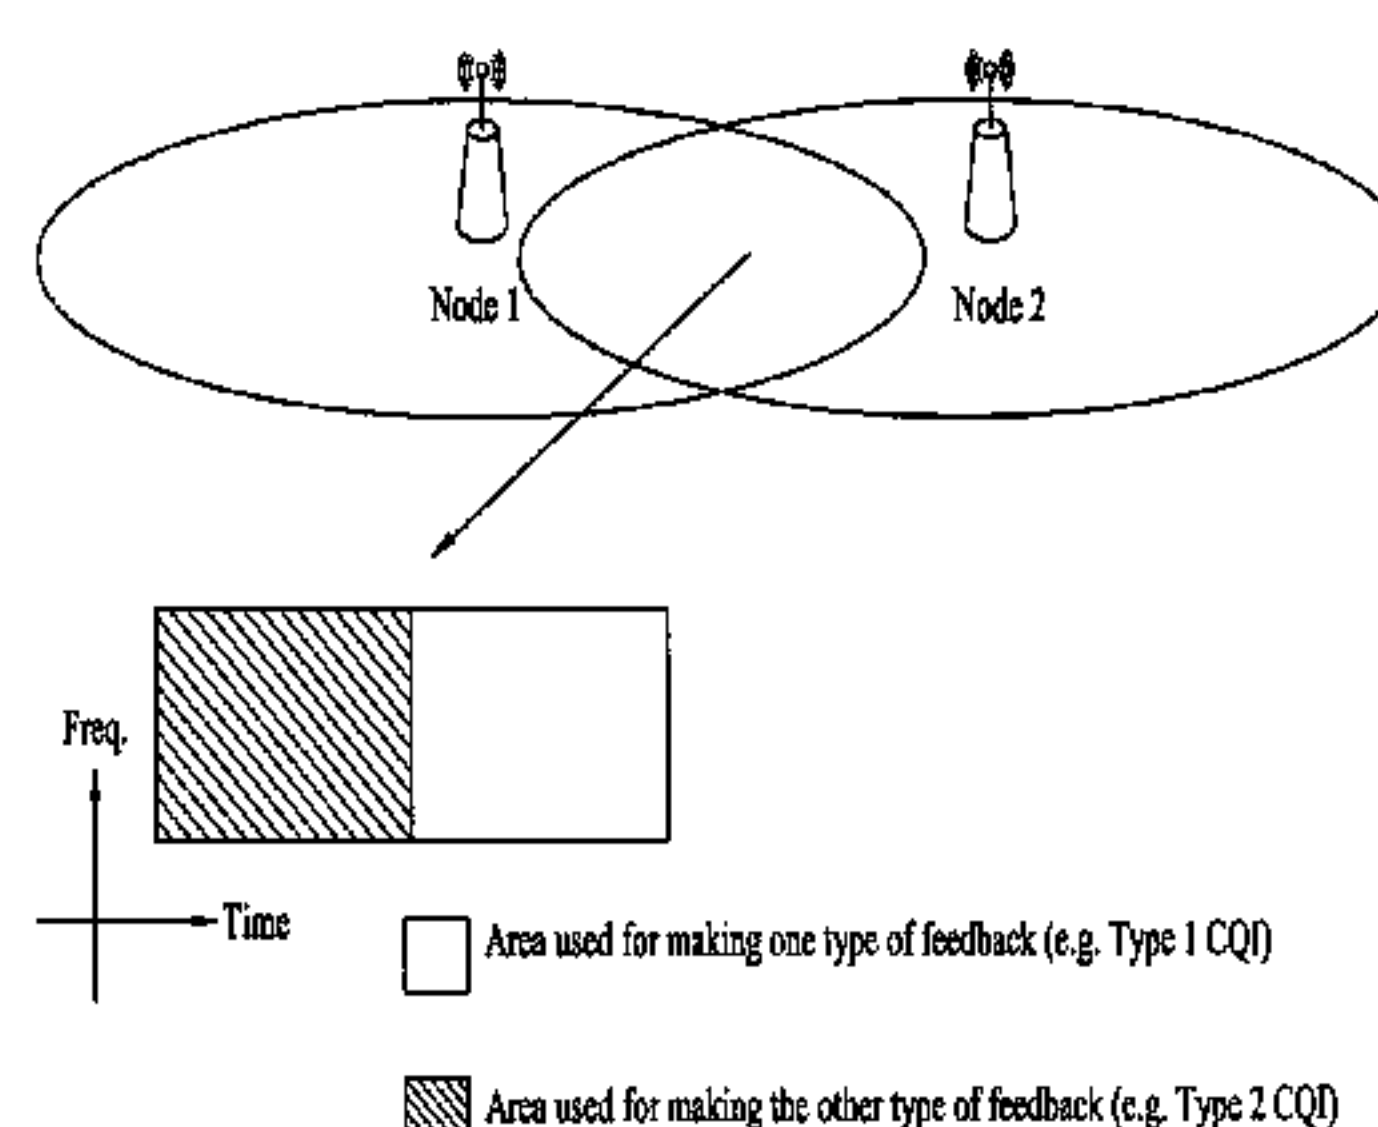 Node 1
Node 2
Freq.
Time
Area used for making one type of feedback (e.g. Type 1 CQI)
Area used for making the other type of feedback (e.g. Type 2 CQI)